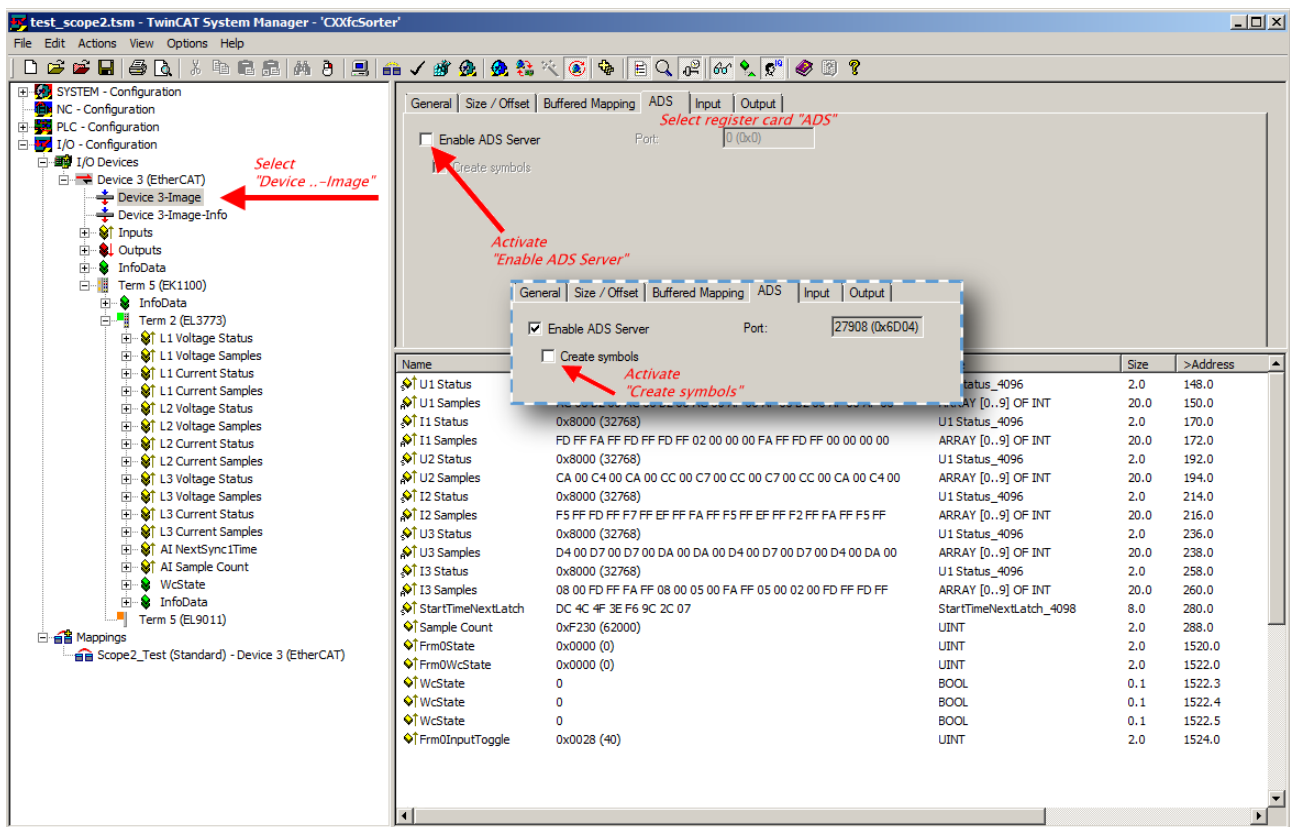 test_scope2.tsm - TwinCAT System Manager - 'CXXfcSorter'
File Edit Actions View Options Help
SYSTEM - Configuration
NC - Configuration
PLC - Configuration
I/O - Configuration
I/O Devices
Device 3 (EtherCAT)
Device 3-Image
Device 3-Image-Info
Inputs
Outputs
InfoData
Term 5 (EK1100)
InfoData
Term 2 (EL3773)
L1 Voltage Status
L1 Voltage Samples
L1 Current Status
L1 Current Samples
L2 Voltage Status
L2 Voltage Samples
L2 Current Status
L2 Current Samples
L3 Voltage Status
L3 Voltage Samples
L3 Current Status
L3 Current Samples
AI NextSync1Time
AI Sample Count
WcState
InfoData
Term 5 (EL9011)
Mappings
Scope2_Test (Standard) - Device 3 (EtherCAT)
Select
"Device ..-Image"
General Size / Offset Buffered Mapping ADS Input Output
Select register card "ADS"
Enable ADS Server Port: 0 (0x0)
Create symbols
Activate
"Enable ADS Server"
General Size / Offset Buffered Mapping ADS Input Output
Enable ADS Server Port: 27908 (0x6D04)
Create symbols
Activate
"Create symbols"
Name Size >Address
U1 Status tatus_4096 2.0 148.0
U1 Samples ARRAY [0..9] OF INT 20.0 150.0
I1 Status 0x8000 (32768) U1 Status_4096 2.0 170.0
I1 Samples FD FF FA FF FD FF FD FF 02 00 00 00 FA FF FD FF 00 00 00 00 ARRAY [0..9] OF INT 20.0 172.0
U2 Status 0x8000 (32768) U1 Status_4096 2.0 192.0
U2 Samples CA 00 C4 00 CA 00 CC 00 C7 00 CC 00 C7 00 CC 00 CA 00 C4 00 ARRAY [0..9] OF INT 20.0 194.0
I2 Status 0x8000 (32768) U1 Status_4096 2.0 214.0
I2 Samples F5 FF FD FF F7 FF EF FF FA FF F5 FF EF FF F2 FF FA FF F5 FF ARRAY [0..9] OF INT 20.0 216.0
U3 Status 0x8000 (32768) U1 Status_4096 2.0 236.0
U3 Samples D4 00 D7 00 D7 00 DA 00 DA 00 D4 00 D7 00 D7 00 D4 00 DA 00 ARRAY [0..9] OF INT 20.0 238.0
I3 Status 0x8000 (32768) U1 Status_4096 2.0 258.0
I3 Samples 08 00 FD FF FA FF 08 00 05 00 FA FF 05 00 02 00 FD FF FD FF ARRAY [0..9] OF INT 20.0 260.0
StartTimeNextLatch DC 4C 4F 3E F6 9C 2C 07 StartTimeNextLatch_4098 8.0 280.0
Sample Count 0xF230 (62000) UINT 2.0 288.0
Frm0State 0x0000 (0) UINT 2.0 1520.0
Frm0WcState 0x0000 (0) UINT 2.0 1522.0
WcState 0 BOOL 0.1 1522.3
WcState 0 BOOL 0.1 1522.4
WcState 0 BOOL 0.1 1522.5
Frm0InputToggle 0x0028 (40) UINT 2.0 1524.0